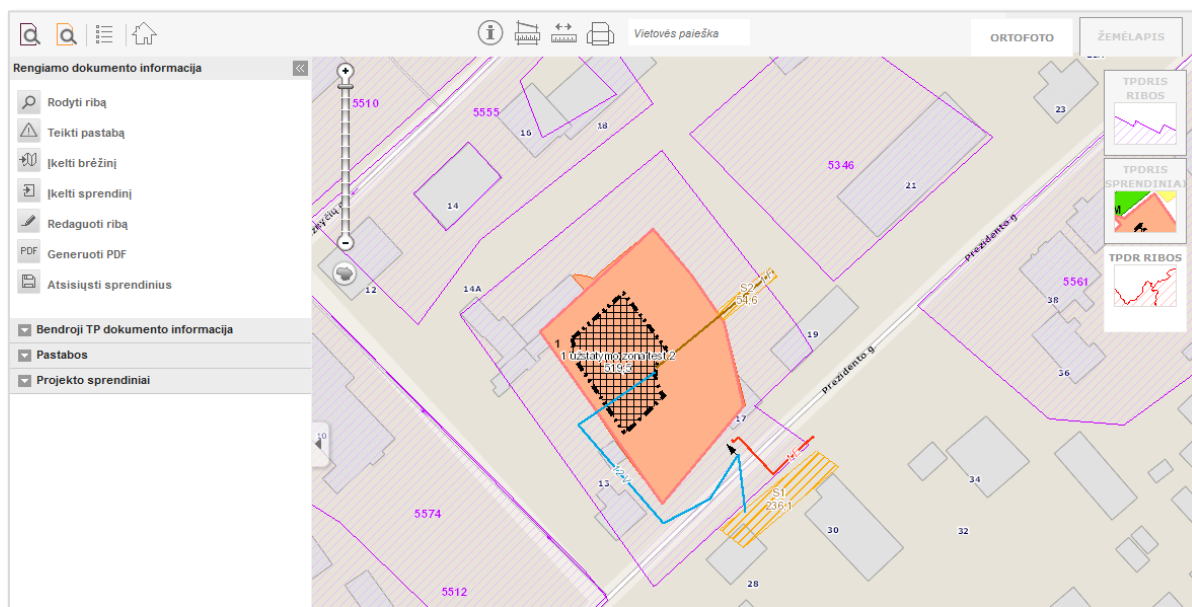 Vietovės paieška
ORTOFOTO
ŽEMĖLAPIS
Rengiamo dokumento informacija
Rodyti ribą
Teikti pastabą
Įkelti brėžinį
Įkelti sprendinį
Redaguoti ribą
PDF
Generuoti PDF
Atsisiųsti sprendinius
Bendroji TP dokumento informacija
Pastabos
Projekto sprendiniai
TPDRIS
RIBOS
TPDRIS
SPRENDINIAI
M
TPDR RIBOS
5510
5555
16
18
23
5346
21
14
Prezidento g
12
14A
S2
54,6
5561
38
19
36
1
1 užstatymo zona test 2
519,5
Prezidento g
17
13
S1
236,1
34
5574
30
32
28
5512